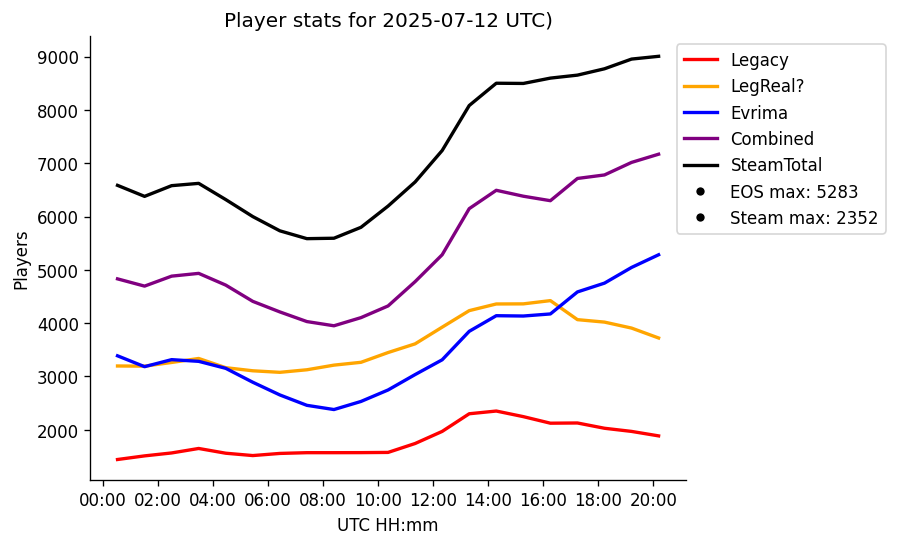 Player stats for 2025-07-12 UTC)
9000
8000
7000
6000
5000
4000
3000
2000
Players
00:00 02:00 04:00 06:00 08:00 10:00 12:00 14:00 16:00 18:00 20:00
UTC HH:mm
Legacy
LegReal?
Evrima
Combined
SteamTotal
EOS max: 5283
Steam max: 2352